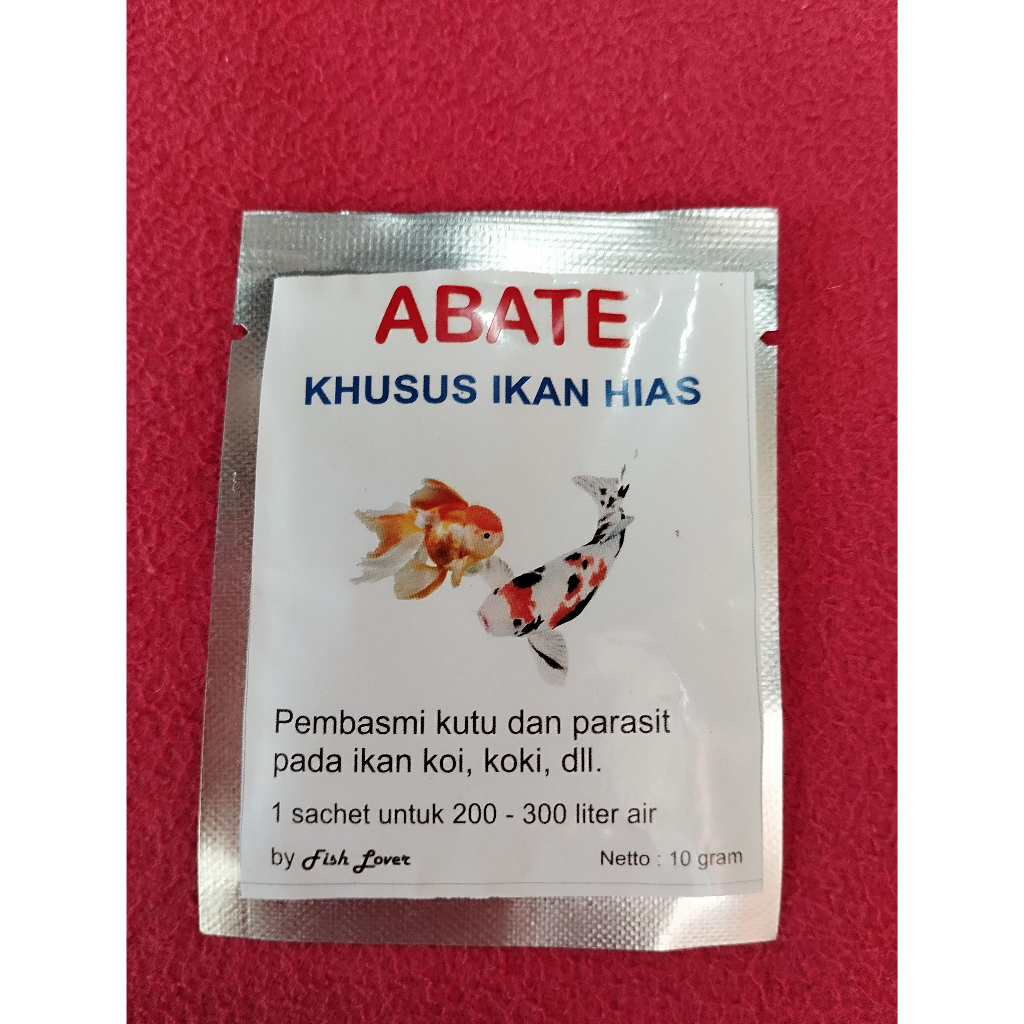 ABATE
KHUSUS IKAN HIAS
Pembasmi kutu dan parasit
pada ikan koi, koki, dll.
1 sachet untuk 200 - 300 liter air
by Fish Lover Netto : 10 gram